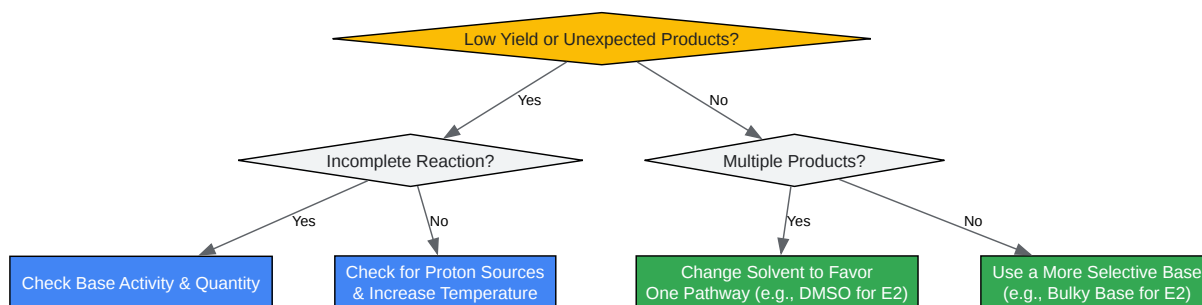 Low Yield or Unexpected Products?
Yes
No
Incomplete Reaction?
Multiple Products?
Yes
No
Yes
No
Check Base Activity & Quantity
Check for Proton Sources
& Increase Temperature
Change Solvent to Favor
One Pathway (e.g., DMSO for E2)
Use a More Selective Base
(e.g., Bulky Base for E2)